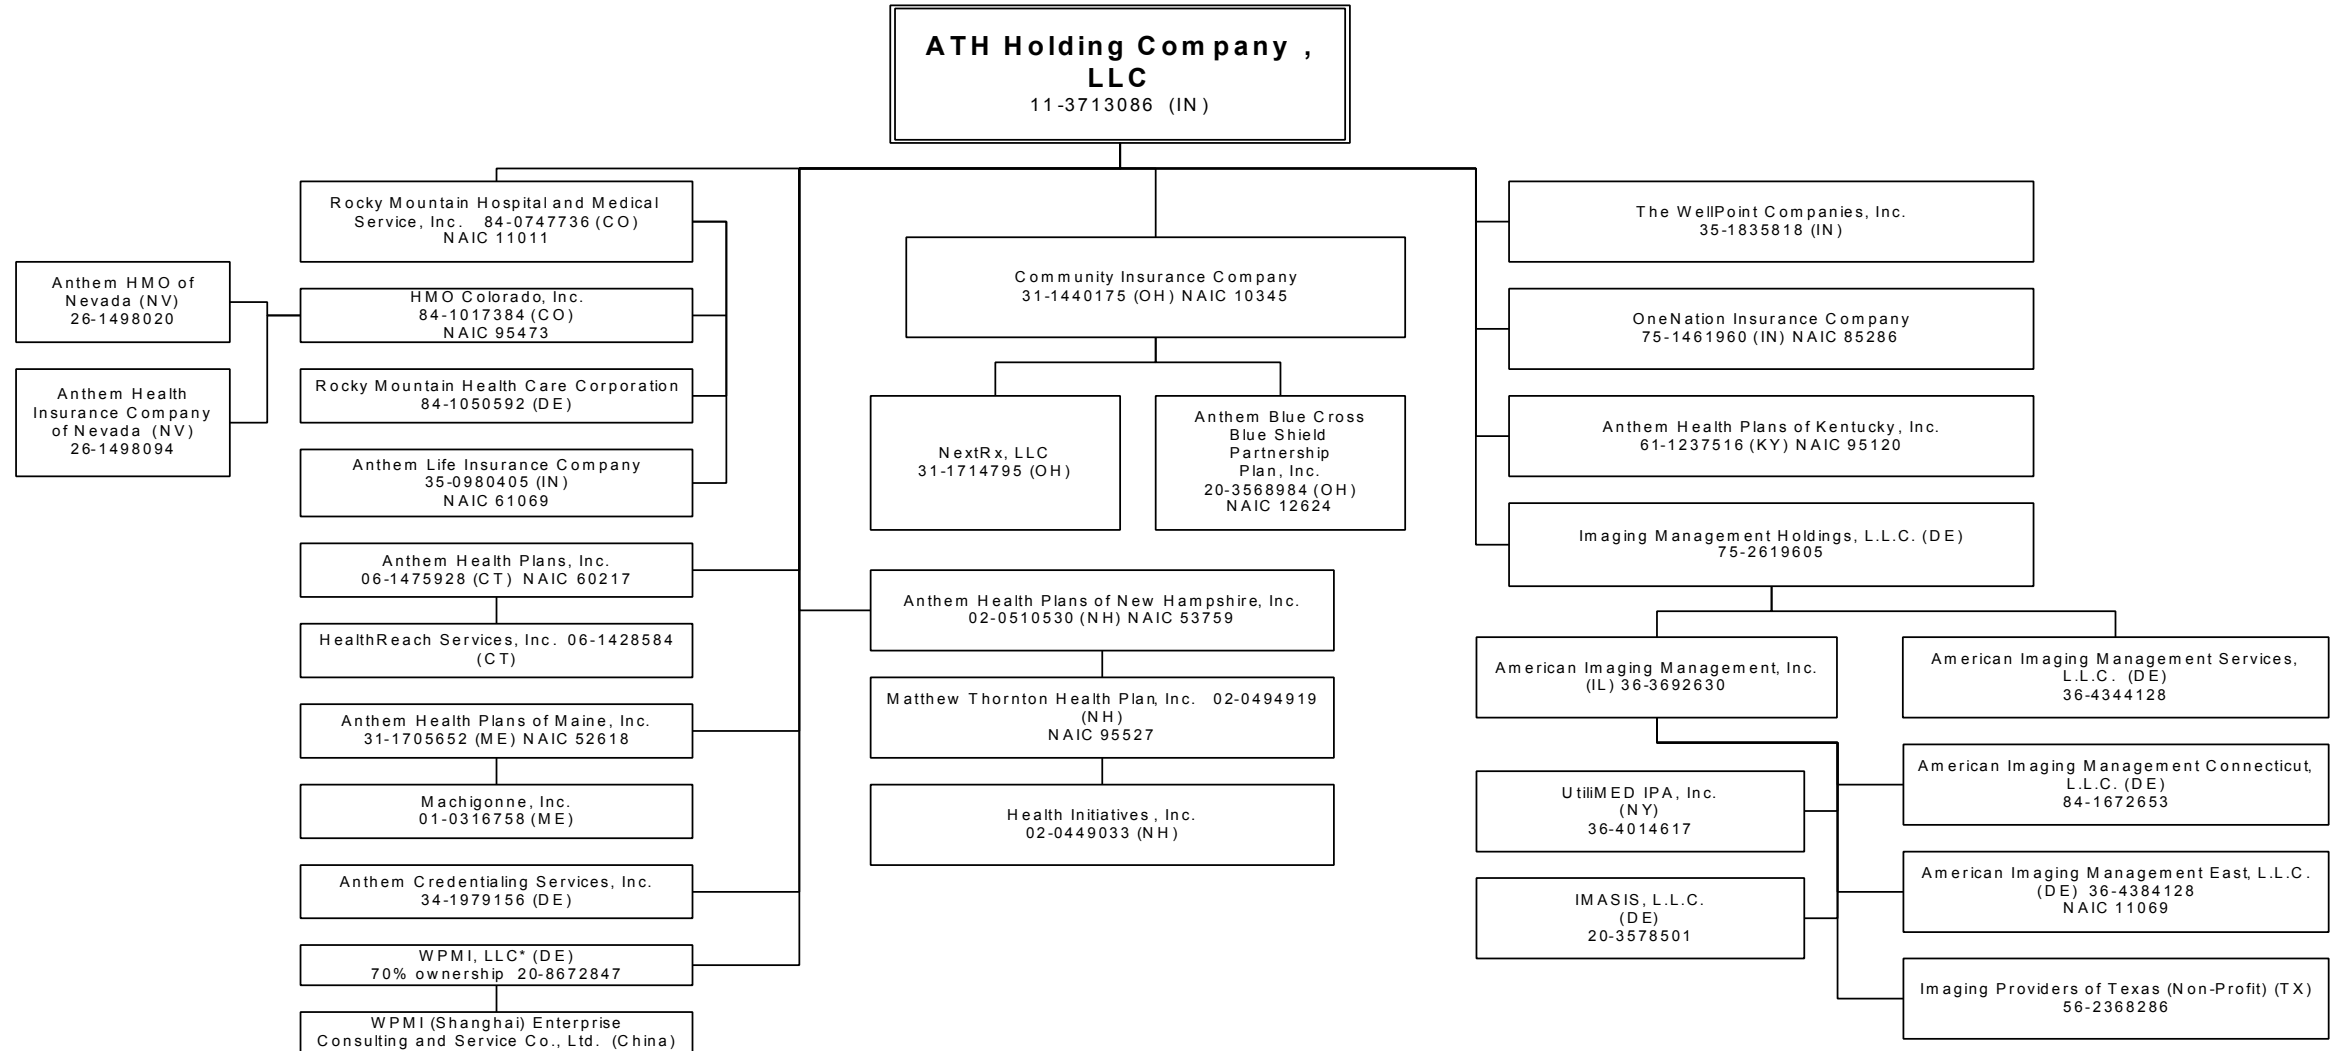 ATH Holding Company ,
LLC
11-3713086 (IN)
Rocky Mountain Hospital and Medical
Service, Inc. 84-0747736 (CO)
NAIC 11011
Anthem HMO of
Nevada (NV)
26-1498020
HMO Colorado, Inc.
84-1017384 (CO)
NAIC 95473
Anthem Health
Insurance Company
of Nevada (NV)
26-1498094
Rocky Mountain Health Care Corporation
84-1050592 (DE)
Anthem Life Insurance Company
35-0980405 (IN)
NAIC 61069
Anthem Health Plans, Inc.
06-1475928 (CT) NAIC 60217
HealthReach Services, Inc. 06-1428584
(CT)
Anthem Health Plans of Maine, Inc.
31-1705652 (ME) NAIC 52618
Machigonne, Inc.
01-0316758 (ME)
Anthem Credentialing Services, Inc.
34-1979156 (DE)
WPMI, LLC* (DE)
70% ownership 20-8672847
WPMI (Shanghai) Enterprise
Consulting and Service Co., Ltd. (China)
Community Insurance Company
31-1440175 (OH) NAIC 10345
NextRx, LLC
31-1714795 (OH)
Anthem Blue Cross
Blue Shield
Partnership
Plan, Inc.
20-3568984 (OH)
NAIC 12624
Anthem Health Plans of New Hampshire, Inc.
02-0510530 (NH) NAIC 53759
Matthew Thornton Health Plan, Inc. 02-0494919
(NH)
NAIC 95527
Health Initiatives, Inc.
02-0449033 (NH)
The WellPoint Companies, Inc.
35-1835818 (IN)
OneNation Insurance Company
75-1461960 (IN) NAIC 85286
Anthem Health Plans of Kentucky, Inc.
61-1237516 (KY) NAIC 95120
Imaging Management Holdings, L.L.C. (DE)
75-2619605
American Imaging Management, Inc.
(IL) 36-3692630
American Imaging Management Services,
L.L.C. (DE)
36-4344128
UtiliMED IPA, Inc.
(NY)
36-4014617
American Imaging Management Connecticut,
L.L.C. (DE)
84-1672653
IMASIS, L.L.C.
(DE)
20-3578501
American Imaging Management East, L.L.C.
(DE) 36-4384128
NAIC 11069
Imaging Providers of Texas (Non-Profit) (TX)
56-2368286